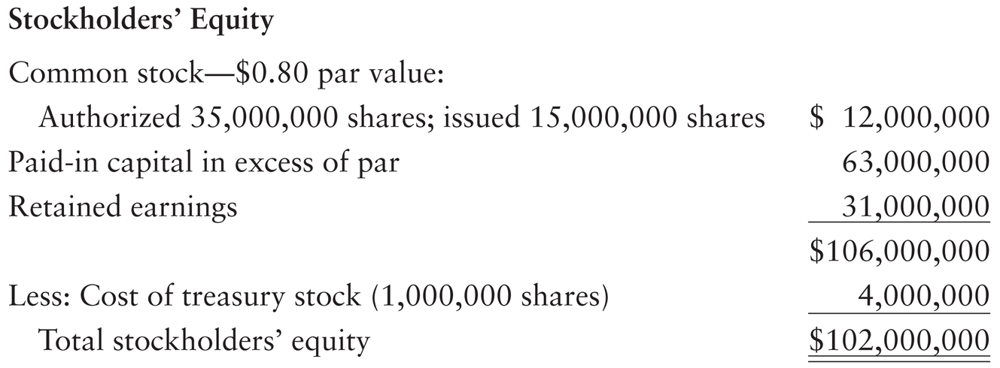 Stockholders’ Equity
Common stock—$0.80 par value:
Authorized 35,000,000 shares; issued 15,000,000 shares $ 12,000,000
Paid-in capital in excess of par 63,000,000
Retained earnings 31,000,000
$106,000,000
Less: Cost of treasury stock (1,000,000 shares) 4,000,000
Total stockholders’ equity $102,000,000